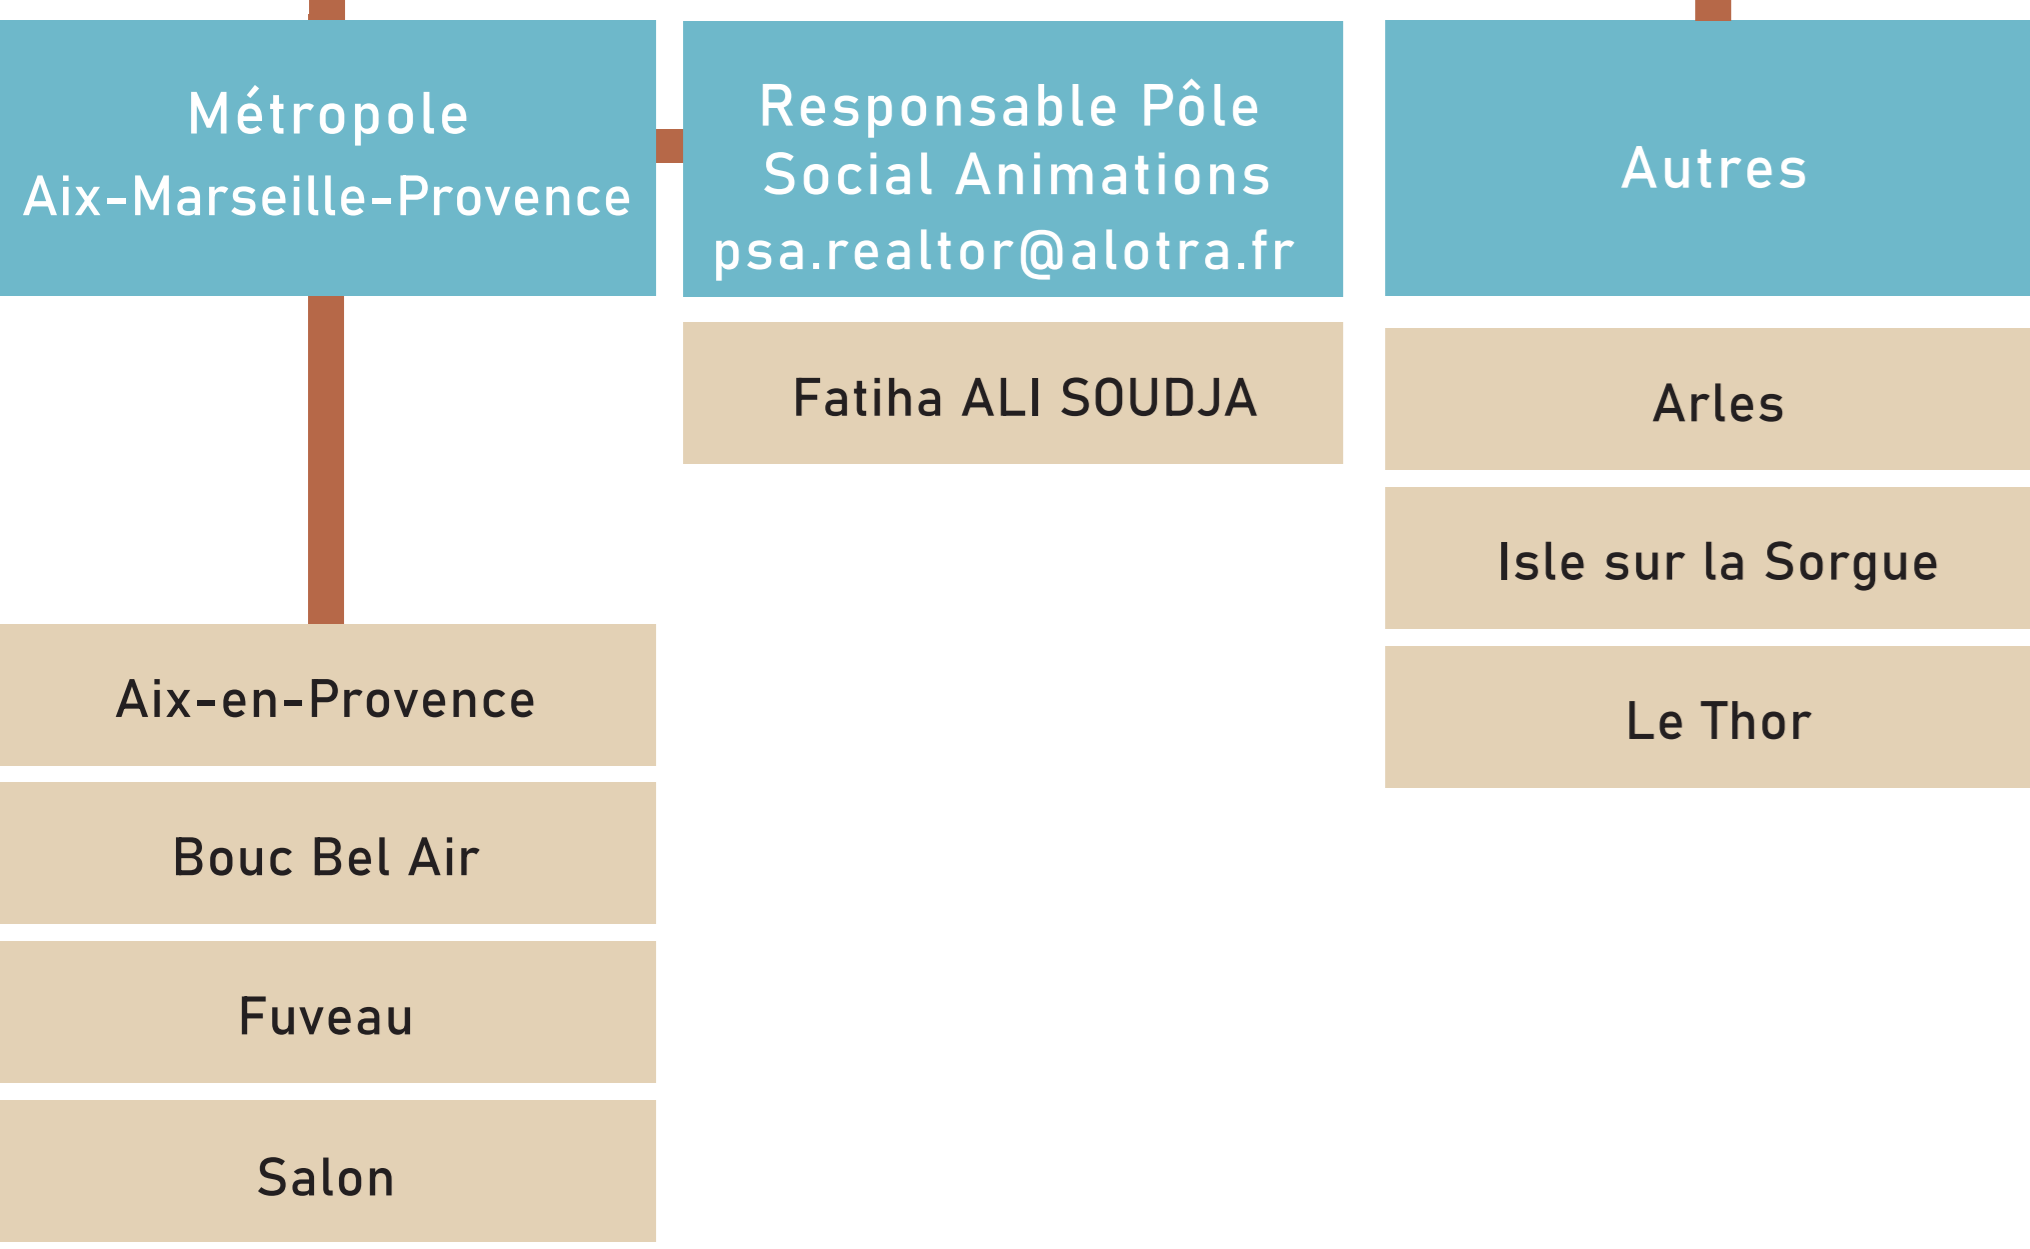 Métropole
Aix-Marseille-Provence
Responsable Pôle
Social Animations
psa.realtor@alotra.fr
Autres
Fatiha ALI SOUDJA
Arles
Isle sur la Sorgue
Le Thor
Aix-en-Provence
Bouc Bel Air
Fuveau
Salon